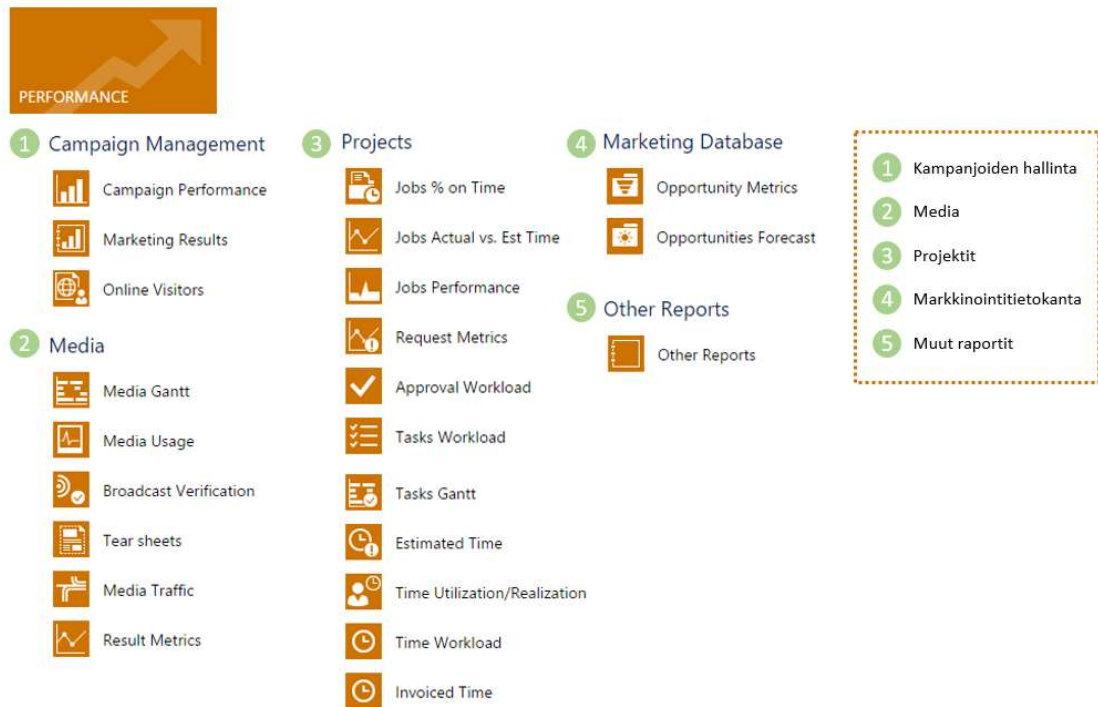 PERFORMANCE
1 Campaign Management
Campaign Performance
Marketing Results
Online Visitors
2 Media
Media Gantt
Media Usage
Broadcast Verification
Tear sheets
Media Traffic
Result Metrics
3 Projects
Jobs % on Time
Jobs Actual vs. Est Time
Jobs Performance
Request Metrics
Approval Workload
Tasks Workload
Tasks Gantt
Estimated Time
Time Utilization/Realization
Time Workload
Invoiced Time
4 Marketing Database
Opportunity Metrics
Opportunities Forecast
5 Other Reports
Other Reports
1 Kampanjoiden hallinta
2 Media
3 Projektit
4 Markkinointitietokanta
5 Muut raportit